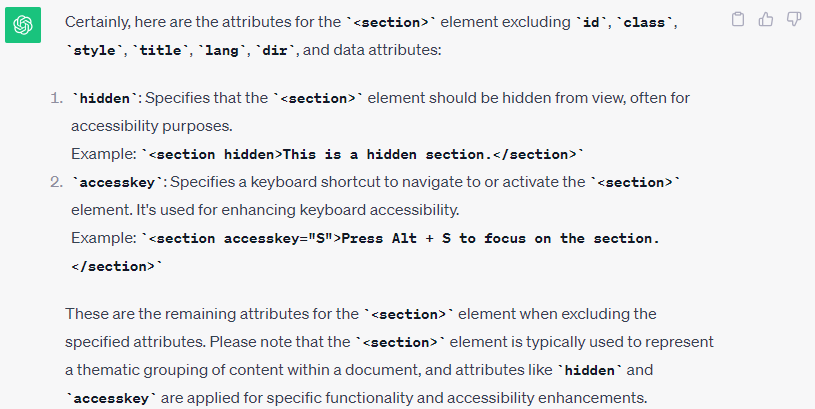 Certainly, here are the attributes for the `<section>` element excluding `id`, `class`,
`style`, `title`, `lang`, `dir`, and data attributes:
1. `hidden`: Specifies that the `<section>` element should be hidden from view, often for
accessibility purposes.
Example: `<section hidden>This is a hidden section.</section>`
2. `accesskey`: Specifies a keyboard shortcut to navigate to or activate the `<section>`
element. It's used for enhancing keyboard accessibility.
Example: `<section accesskey="S">Press Alt + S to focus on the section.
</section>`
These are the remaining attributes for the `<section>` element when excluding the
specified attributes. Please note that the `<section>` element is typically used to represent
a thematic grouping of content within a document, and attributes like `hidden` and
`accesskey` are applied for specific functionality and accessibility enhancements.